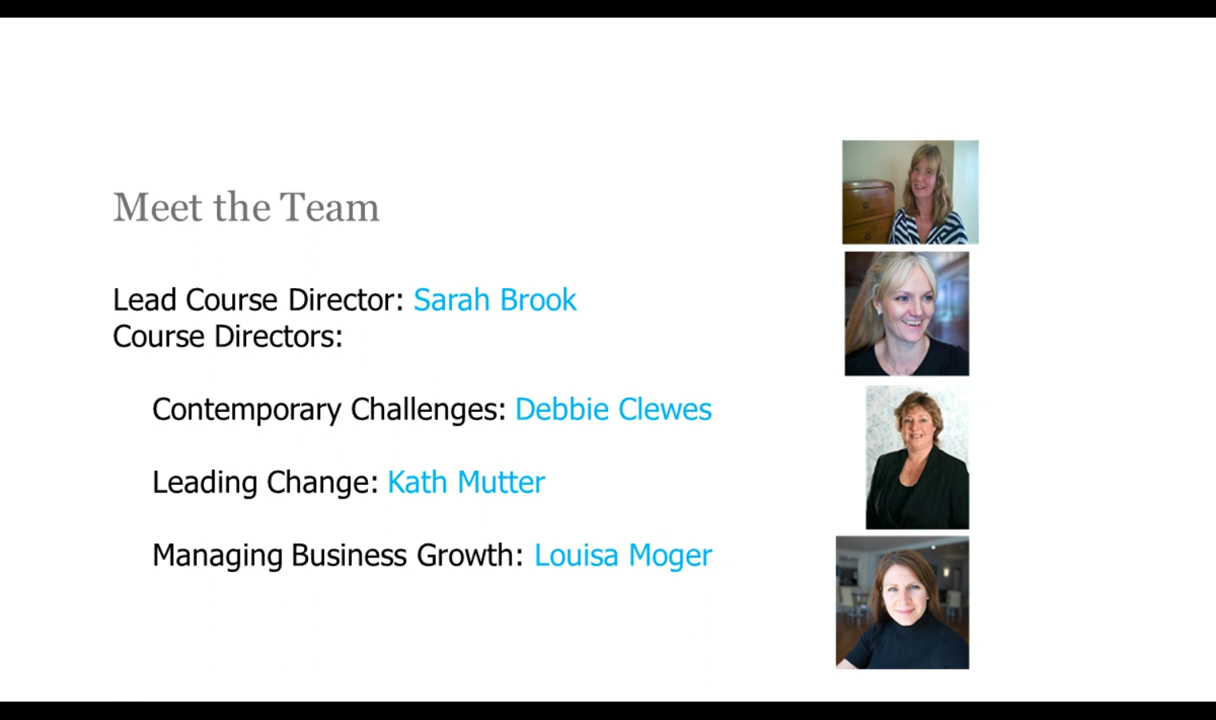 Meet the Team
Lead Course Director: Sarah Brook
Course Directors:
Contemporary Challenges: Debbie Clewes
Leading Change: Kath Mutter
Managing Business Growth: Louisa Moger